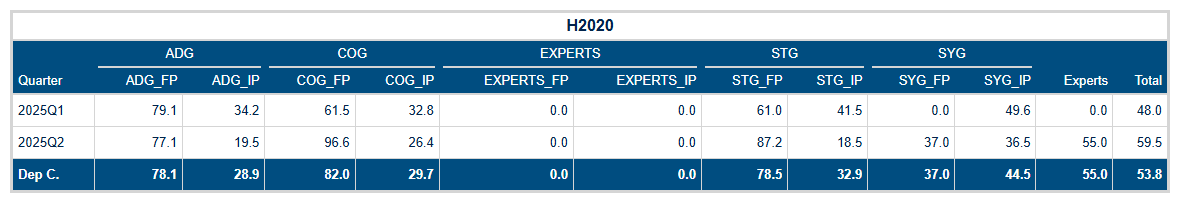 H2020
ADG COG EXPERTS STG SYG
Quarter ADG_FP ADG_IP COG_FP COG_IP EXPERTS_FP EXPERTS_IP STG_FP STG_IP SYG_FP SYG_IP Experts Total
2025Q1 79.1 34.2 61.5 32.8 0.0 0.0 61.0 41.5 0.0 49.6 0.0 48.0
2025Q2 77.1 19.5 96.6 26.4 0.0 0.0 87.2 18.5 37.0 36.5 55.0 59.5
Dep C. 78.1 28.9 82.0 29.7 0.0 0.0 78.5 32.9 37.0 44.5 55.0 53.8